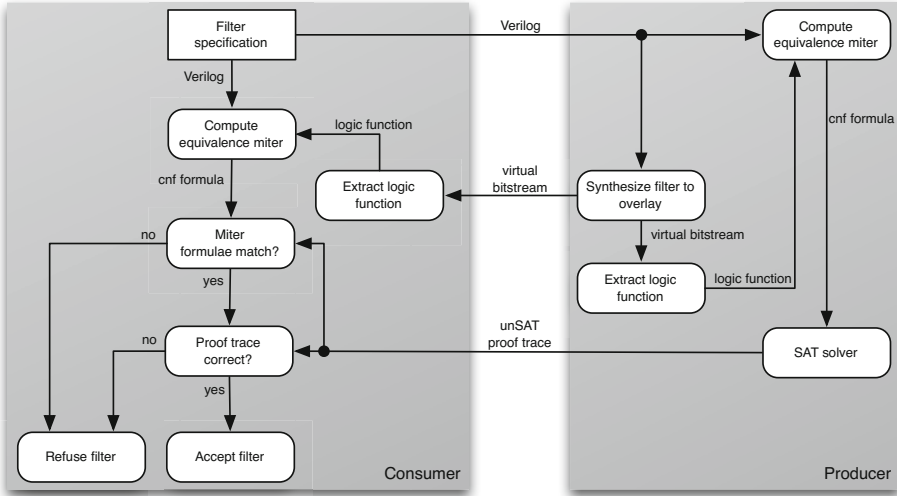 Filter
specification
Verilog
Compute
equivalence miter
Verilog
Compute
equivalence miter
logic function
cnf formula
cnf formula
Extract logic
function
virtual
bitstream
Synthesize filter to
overlay
virtual bitstream
no
Miter
formulae match?
yes
Extract logic
function
logic function
no
Proof trace
correct?
unSAT
proof trace
SAT solver
yes
Refuse filter
Accept filter
Consumer
Producer